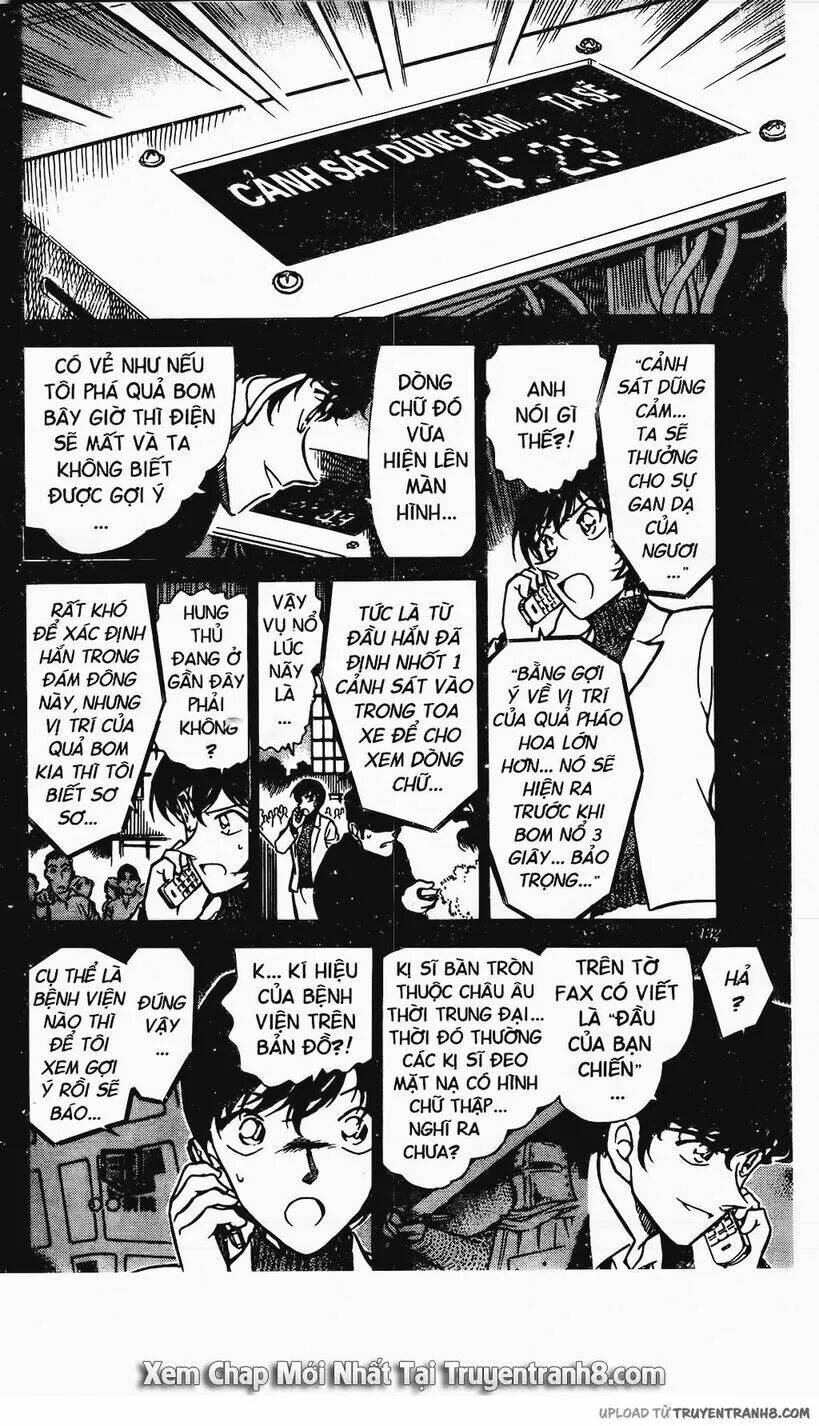 CẢNH SÁT DŨNG CẢM... TA SẼ
4:23
"CẢNH
SÁT DŨNG
CẢM...
TA SẼ
THƯỞNG
CHO SỰ
GAN DẠ
CỦA
NGƯƠI
..."
ANH
NÓI GÌ
THẾ?!
"BẰNG GỢI
Ý VỀ VỊ TRÍ
CỦA QUẢ PHÁO
HOA LỚN
HƠN... NÓ SẼ
HIỆN RA
TRƯỚC KHI
BOM NỔ 3
GIÂY... BẢO
TRỌNG..."
DÒNG
CHỮ ĐÓ
VỪA
HIỆN LÊN
MÀN
HÌNH...
CÓ VẺ NHƯ NẾU
TÔI PHÁ QUẢ BOM
BÂY GIỜ THÌ ĐIỆN
SẼ MẤT VÀ TA
KHÔNG BIẾT
ĐƯỢC GỢI Ý
...
TỨC LÀ TỪ
ĐẦU HẮN ĐÃ
ĐỊNH NHỐT 1
CẢNH SÁT VÀO
TRONG TOA
XE ĐỂ CHO
XEM DÒNG
CHỮ...
VẬY
VỤ NỔ
LÚC
NÃY
LÀ
...
HUNG
THỦ
ĐANG Ở
GẦN ĐÂY
PHẢI
KHÔNG
?
RẤT KHÓ
ĐỂ XÁC ĐỊNH
HẮN TRONG
ĐÁM ĐÔNG
NÀY, NHƯNG
VỊ TRÍ CỦA
QUẢ BOM
KIA THÌ TÔI
BIẾT SƠ
SƠ...
132
HẢ
?
TRÊN TỜ
FAX CÓ VIẾT
LÀ "ĐẦU
CỦA BẠN
CHIẾN"
...
KỊ SĨ BÀN TRÒN
THUỘC CHÂU ÂU
THỜI TRUNG ĐẠI...
THỜI ĐÓ THƯỜNG
CÁC KỊ SĨ ĐEO
MẶT NẠ CÓ HÌNH
CHỮ THẬP...
NGHĨ RA
CHƯA?
K... KÍ HIỆU
CỦA BỆNH
VIỆN TRÊN
BẢN ĐỒ?!
ĐÚNG
VẬY
...
CỤ THỂ LÀ
BỆNH VIỆN
NÀO THÌ
ĐỂ TÔI
XEM GỢI
Ý RỒI SẼ
BÁO...
○○病院
Xem Chap Mới Nhất Tại Truyentranh8.com
UPLOAD TỪ TRUYENTRANH8.COM